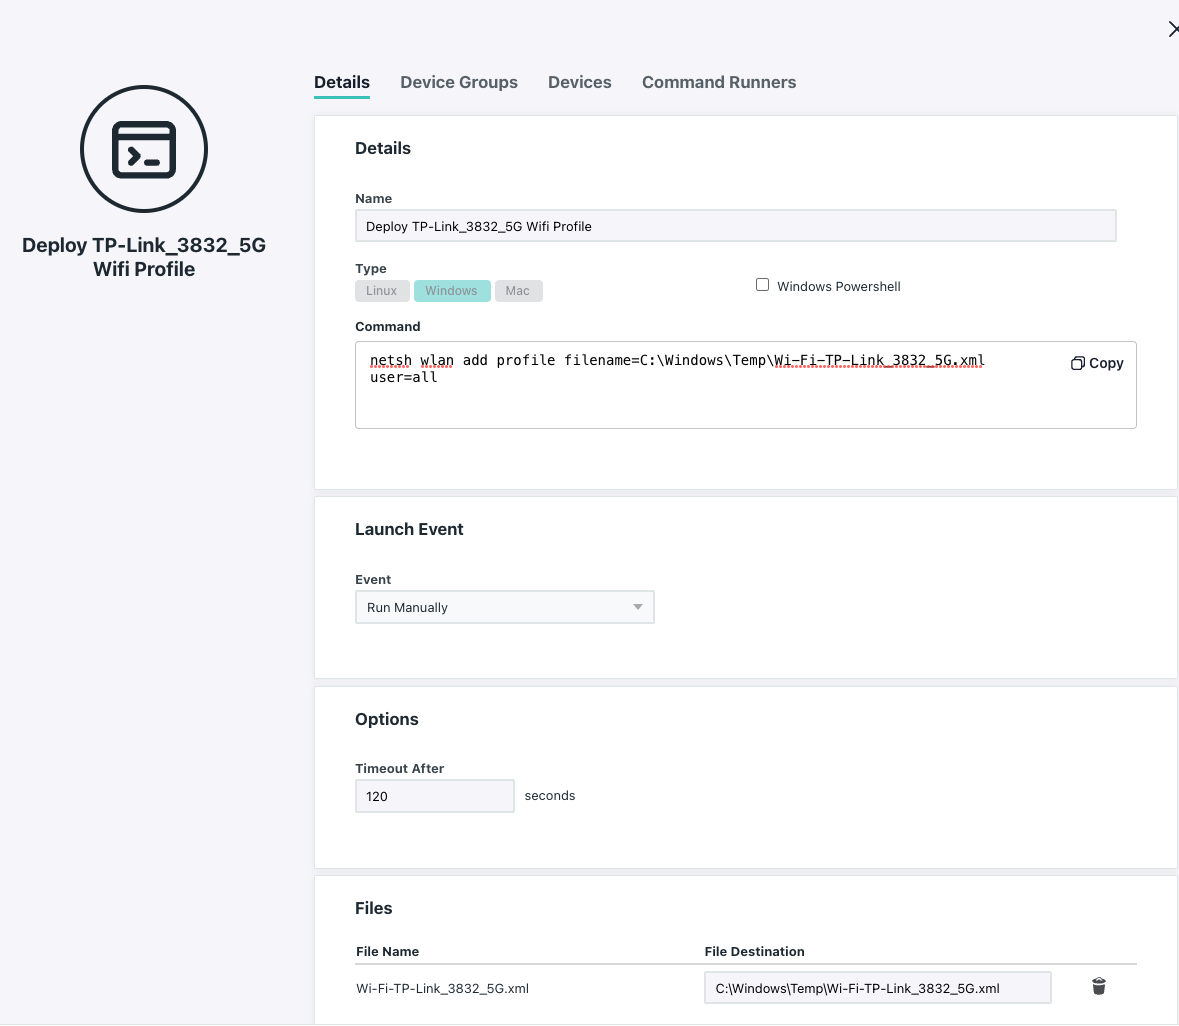 Details Device Groups Devices Command Runners
Deploy TP-Link_3832_5G
Wifi Profile
Details
Name
Deploy TP-Link_3832_5G Wifi Profile
Type
Linux Windows Mac
Windows Powershell
Command
netsh wlan add profile filename=C:\Windows\Temp\Wi-Fi-TP-Link_3832_5G.xml
user=all
Copy
Launch Event
Event
Run Manually
Options
Timeout After
120 seconds
Files
File Name File Destination
Wi-Fi-TP-Link_3832_5G.xml C:\Windows\Temp\Wi-Fi-TP-Link_3832_5G.xml